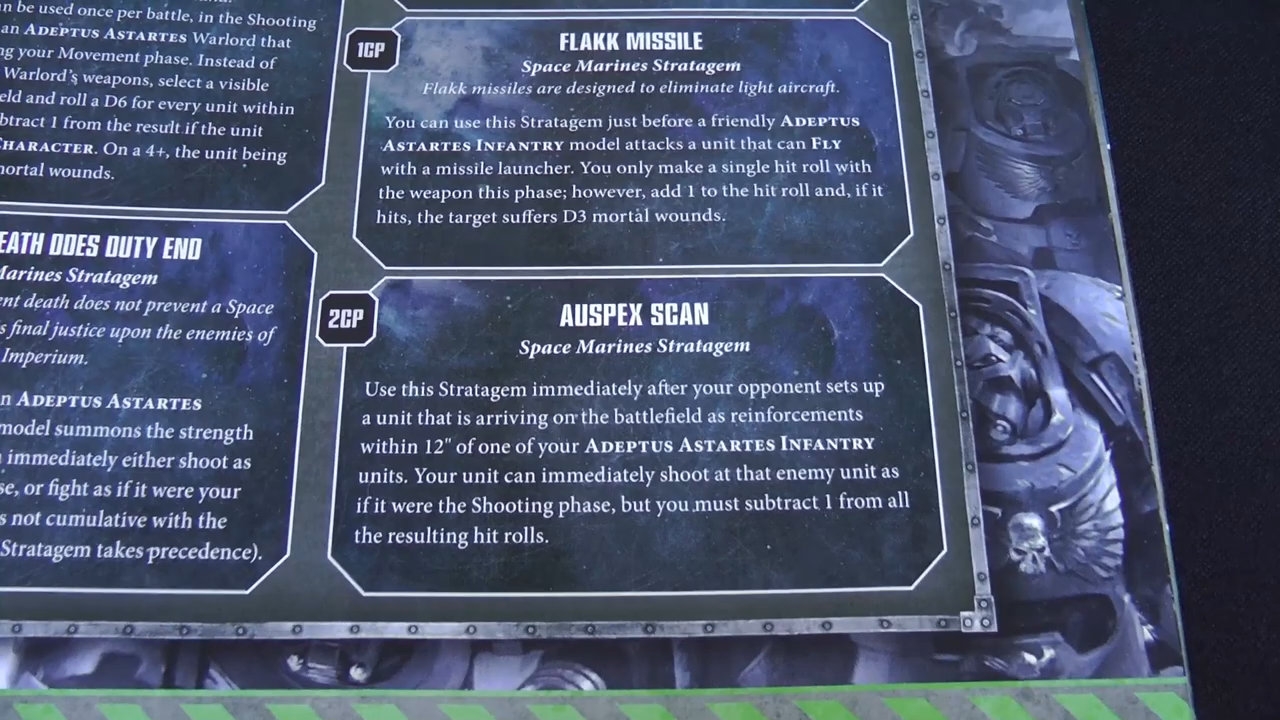 n be used once per battle, in the Shooting
an ADEPTUS ASTARTES Warlord that
ng your Movement phase. Instead of
Warlord's weapons, select a visible
eld and roll a D6 for every unit within
btract 1 from the result if the unit
CHARACTER. On a 4+, the unit being
nortal wounds.
EATH DOES DUTY END
Marines Stratagem
ent death does not prevent a Space
s final justice upon the enemies of
Imperium.
n ADEPTUS ASTARTES
model summons the strength
immediately either shoot as
se, or fight as if it were your
s not cumulative with the
Stratagem takes precedence).
1CP
FLAKK MISSILE
Space Marines Stratagem
Flakk missiles are designed to eliminate light aircraft.
You can use this Stratagem just before a friendly ADEPTUS
ASTARTES INFANTRY model attacks a unit that can FLY
with a missile launcher. You only make a single hit roll with
the weapon this phase; however, add 1 to the hit roll and, if it
hits, the target suffers D3 mortal wounds.
2CP
AUSPEX SCAN
Space Marines Stratagem
Use this Stratagem immediately after your opponent sets up
a unit that is arriving on the battlefield as reinforcements
within 12" of one of your ADEPTUS ASTARTES INFANTRY
units. Your unit can immediately shoot at that enemy unit as
if it were the Shooting phase, but you must subtract 1 from all
the resulting hit rolls.